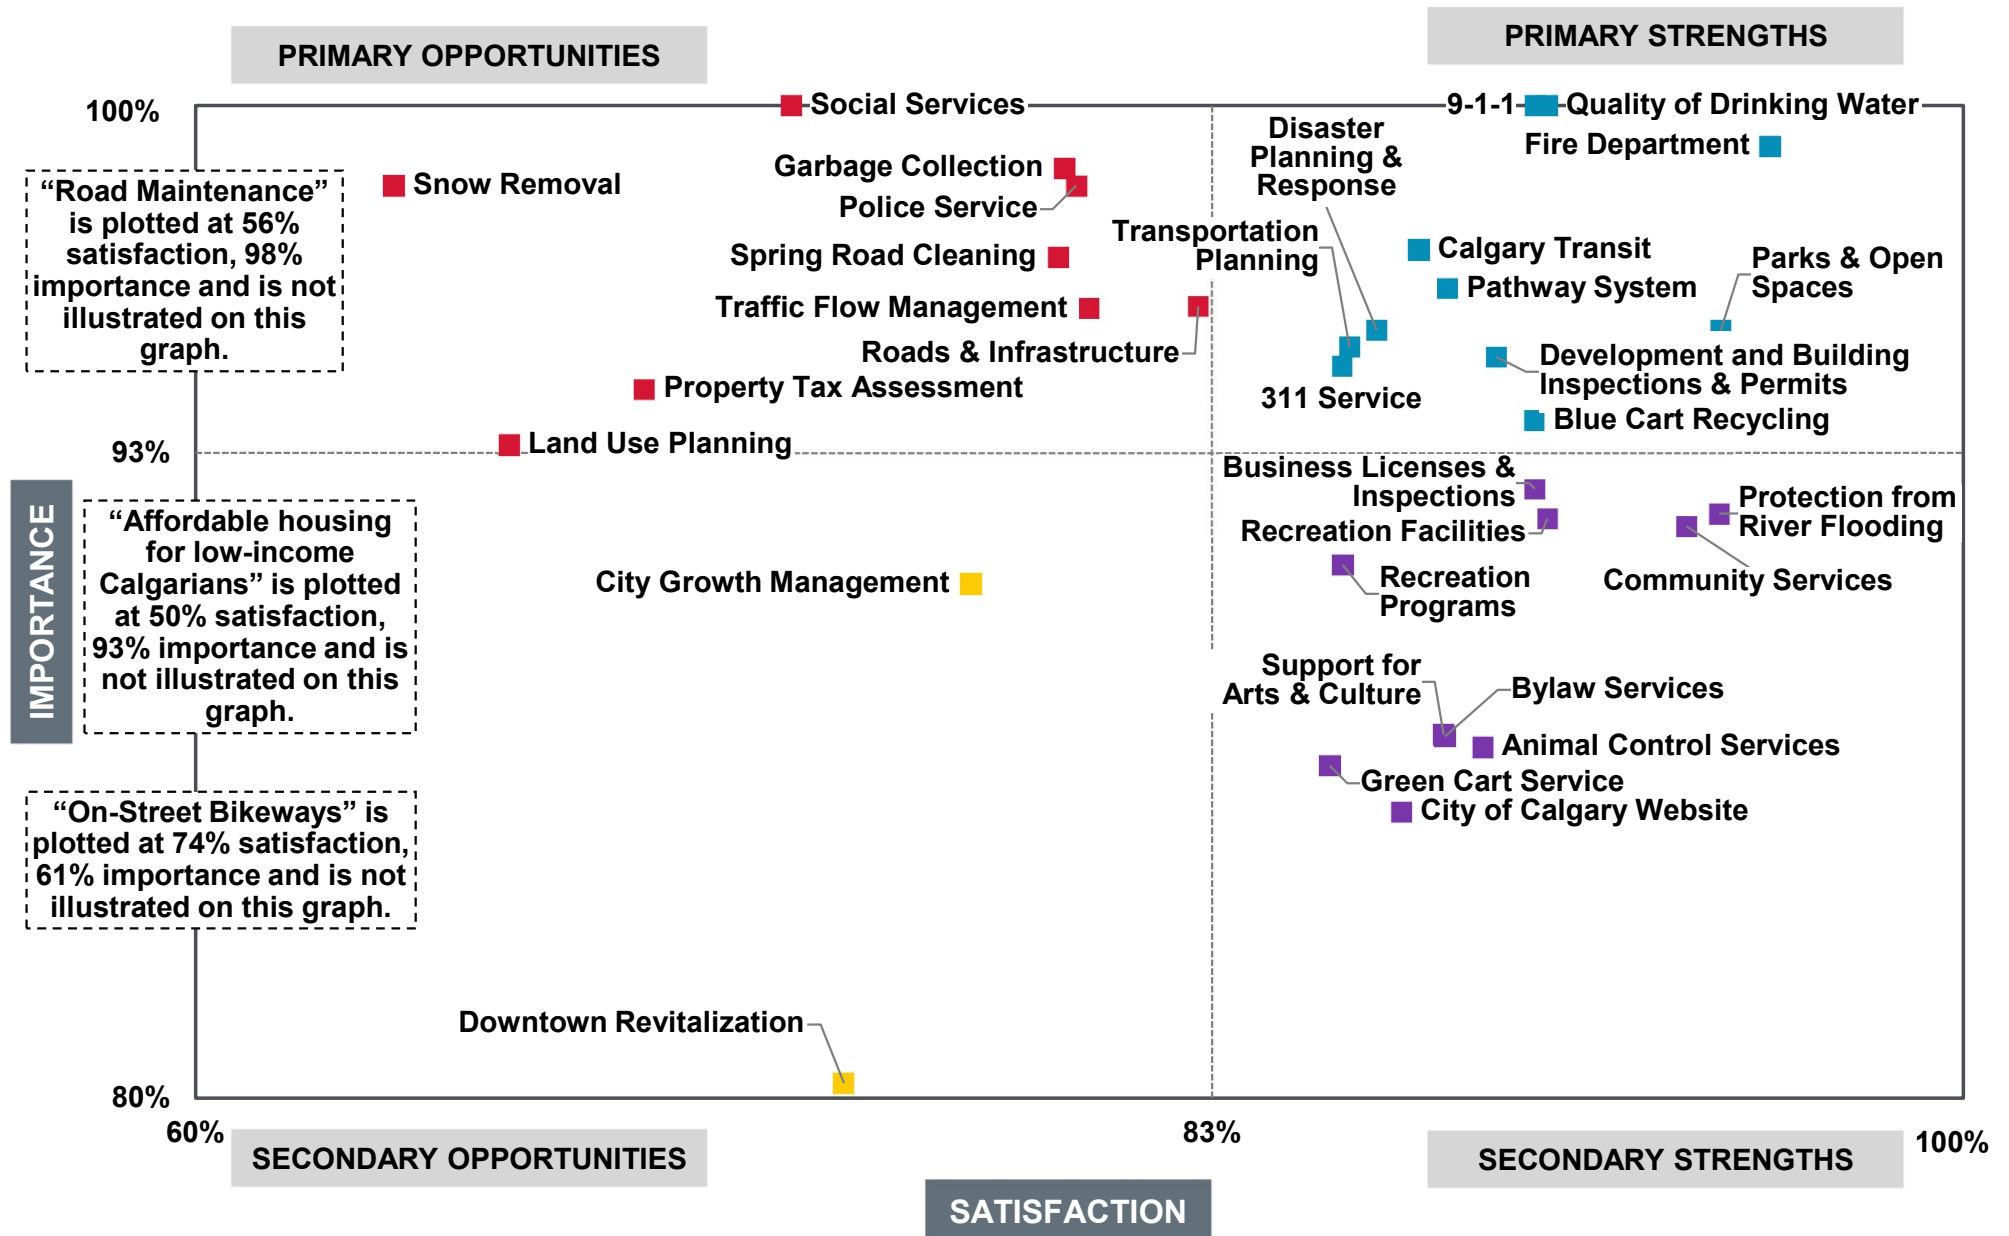 PRIMARY OPPORTUNITIES
PRIMARY STRENGTHS
100%
Social Services
9-1-1
Quality of Drinking Water
Fire Department
Disaster
Planning &
Response
Garbage Collection
Snow Removal
Police Service
“Road Maintenance”
is plotted at 56%
satisfaction, 98%
importance and is not
illustrated on this
graph.
Transportation
Planning
Spring Road Cleaning
Calgary Transit
Parks & Open
Spaces
Pathway System
Traffic Flow Management
Roads & Infrastructure
Development and Building
Inspections & Permits
Property Tax Assessment
311 Service
Blue Cart Recycling
Land Use Planning
93%
Business Licenses &
Inspections
Protection from
River Flooding
Recreation Facilities
IMPORTANCE
“Affordable housing
for low-income
Calgarians” is plotted
at 50% satisfaction,
93% importance and is
not illustrated on this
graph.
City Growth Management
Recreation
Programs
Community Services
Support for
Arts & Culture
Bylaw Services
Animal Control Services
Green Cart Service
City of Calgary Website
“On-Street Bikeways” is
plotted at 74% satisfaction,
61% importance and is not
illustrated on this graph.
Downtown Revitalization
80%
60%
83%
100%
SECONDARY OPPORTUNITIES
SECONDARY STRENGTHS
SATISFACTION